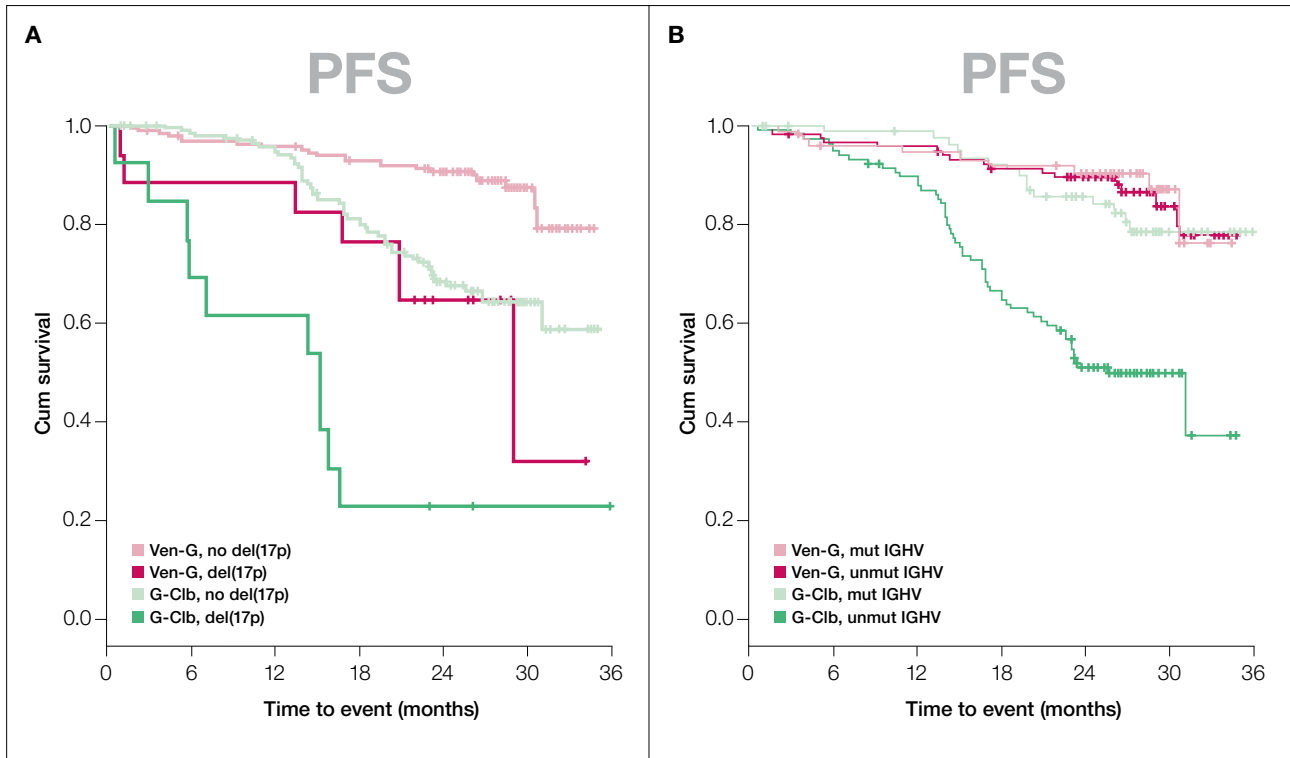 A
PFS
1.0
0.8
0.6
0.4
0.2
0.0
Cum survival
Ven-G, no del(17p)
Ven-G, del(17p)
G-Clb, no del(17p)
G-Clb, del(17p)
0 6 12 18 24 30 36
Time to event (months)
B
PFS
1.0
0.8
0.6
0.4
0.2
0.0
Cum survival
Ven-G, mut IGHV
Ven-G, unmut IGHV
G-Clb, mut IGHV
G-Clb, unmut IGHV
0 6 12 18 24 30 36
Time to event (months)